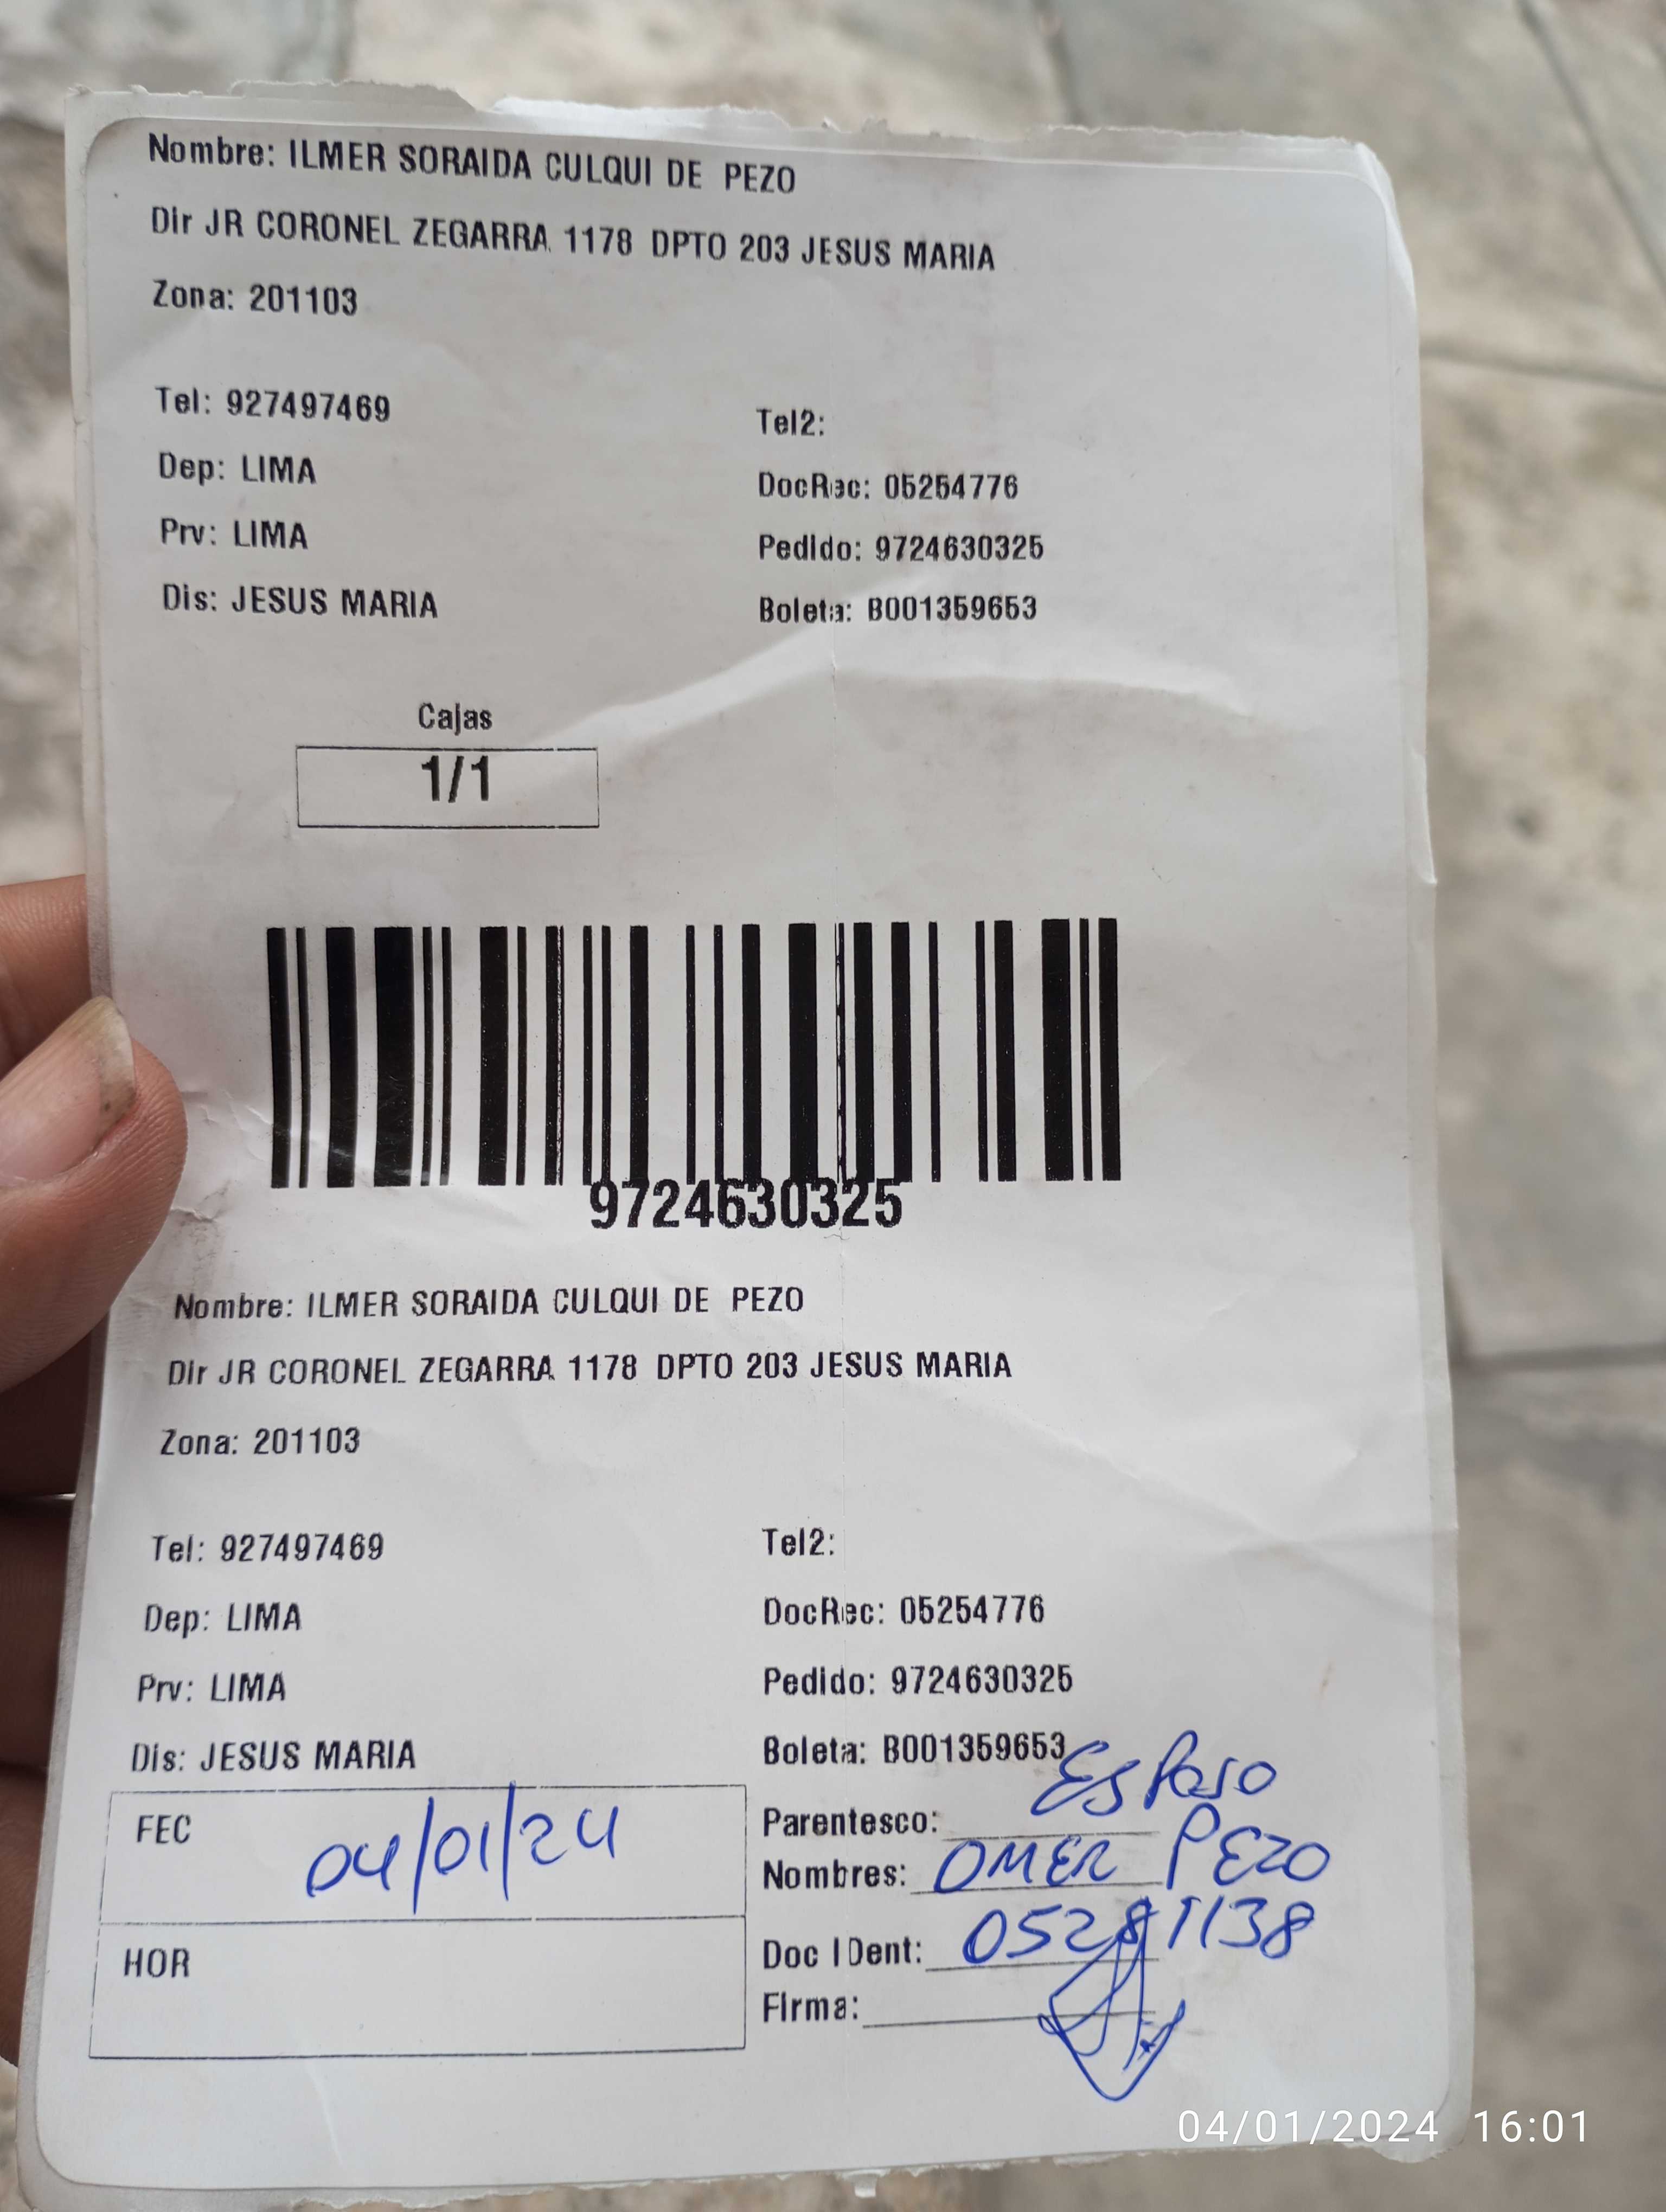 Nombre: ILMER SORAIDA CULQUI DE PEZO
Dir JR CORONEL ZEGARRA 1178 DPTO 203 JESUS MARIA
Zona: 201103
Tel: 927497469
Tel2:
Dep: LIMA
DocRec: 05254776
Prv: LIMA
Pedido: 9724630325
Dis: JESUS MARIA
Boleta: B001359653
Cajas
1/1
9724630325
Nombre: ILMER SORAIDA CULQUI DE PEZO
Dir JR CORONEL ZEGARRA 1178 DPTO 203 JESUS MARIA
Zona: 201103
Tel: 927497469
Tel2:
Dep: LIMA
DocRec: 05254776
Prv: LIMA
Pedido: 9724630325
Dis: JESUS MARIA
Boleta: B001359653
FEC 04/01/24
Parentesco: ESPOSO
Nombres: OMER PEZO
HOR
Doc IDent: 05281138
Firma:
04/01/2024 16:01